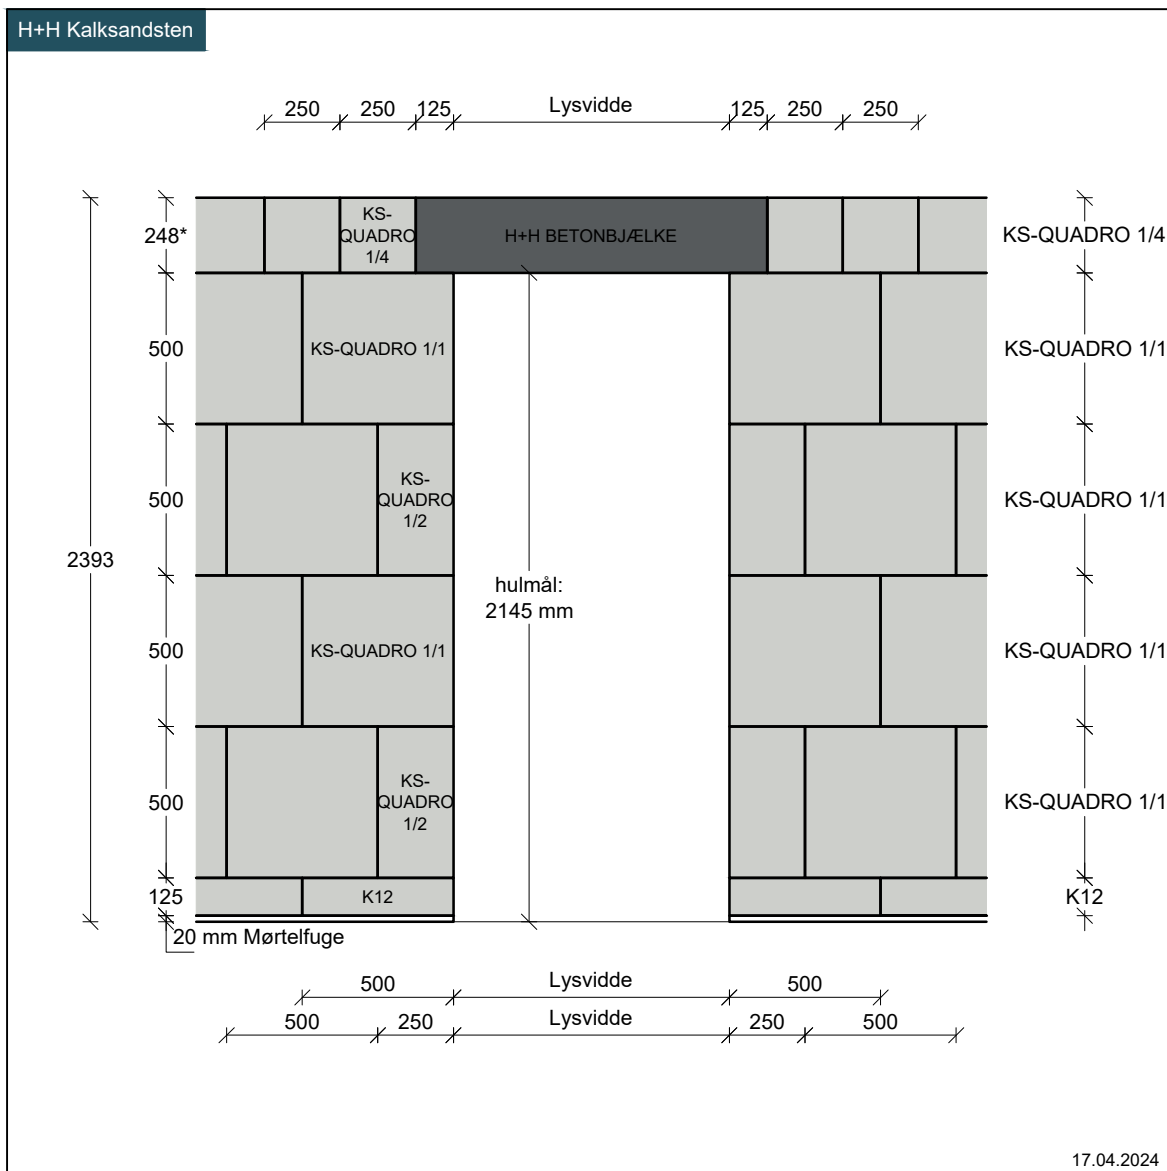 H+H Kalksandsten
250
250
125
Lysvidde
125
250
250
248*
KS-
QUADRO
1/4
H+H BETONBJÆLKE
KS-QUADRO 1/4
500
KS-QUADRO 1/1
KS-QUADRO 1/1
500
KS-
QUADRO
1/2
KS-QUADRO 1/1
2393
hulmål:
2145 mm
500
KS-QUADRO 1/1
KS-QUADRO 1/1
500
KS-
QUADRO
1/2
KS-QUADRO 1/1
125
K12
K12
20 mm Mørtelfuge
500
Lysvidde
500
500
250
Lysvidde
250
500
17.04.2024